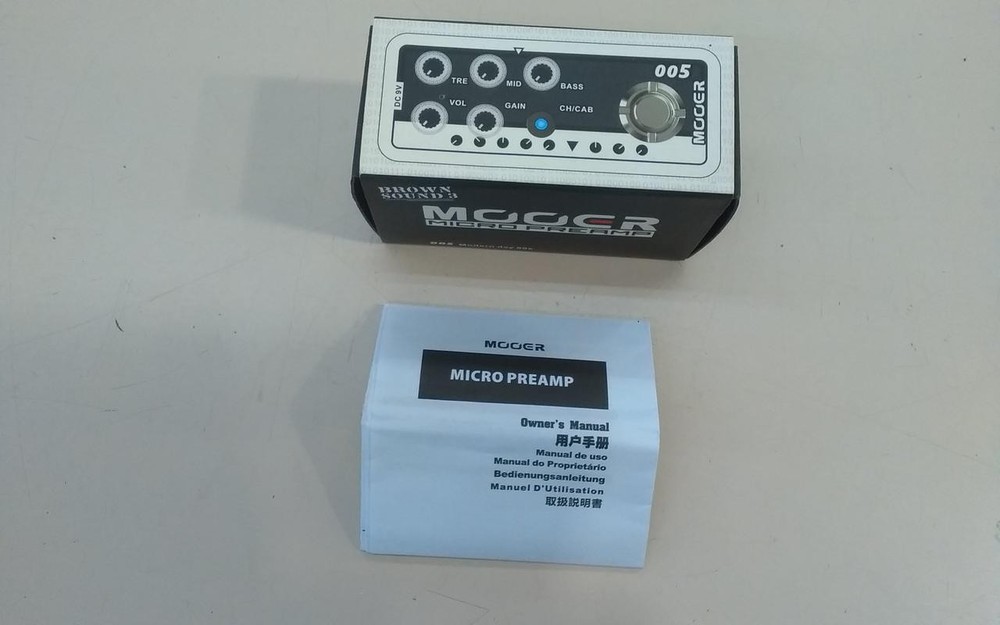 005
TRE MID BASS
DC 9V
VOL GAIN CH/CAB
MOOER
BROWN
SOUND 3
MOOER
MICRO PREAMP
005
MOOER
MICRO PREAMP
Owner's Manual
用户手册
Manual de uso
Manual do Proprietário
Bedienungsanleitung
Manuel D'Utilisation
取扱説明書